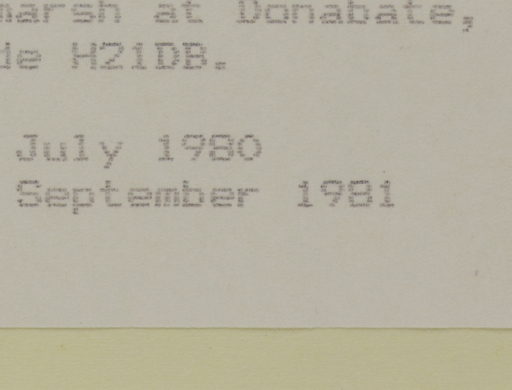 marsh at Donabate,
de H21DB.
July 1980
September 1981